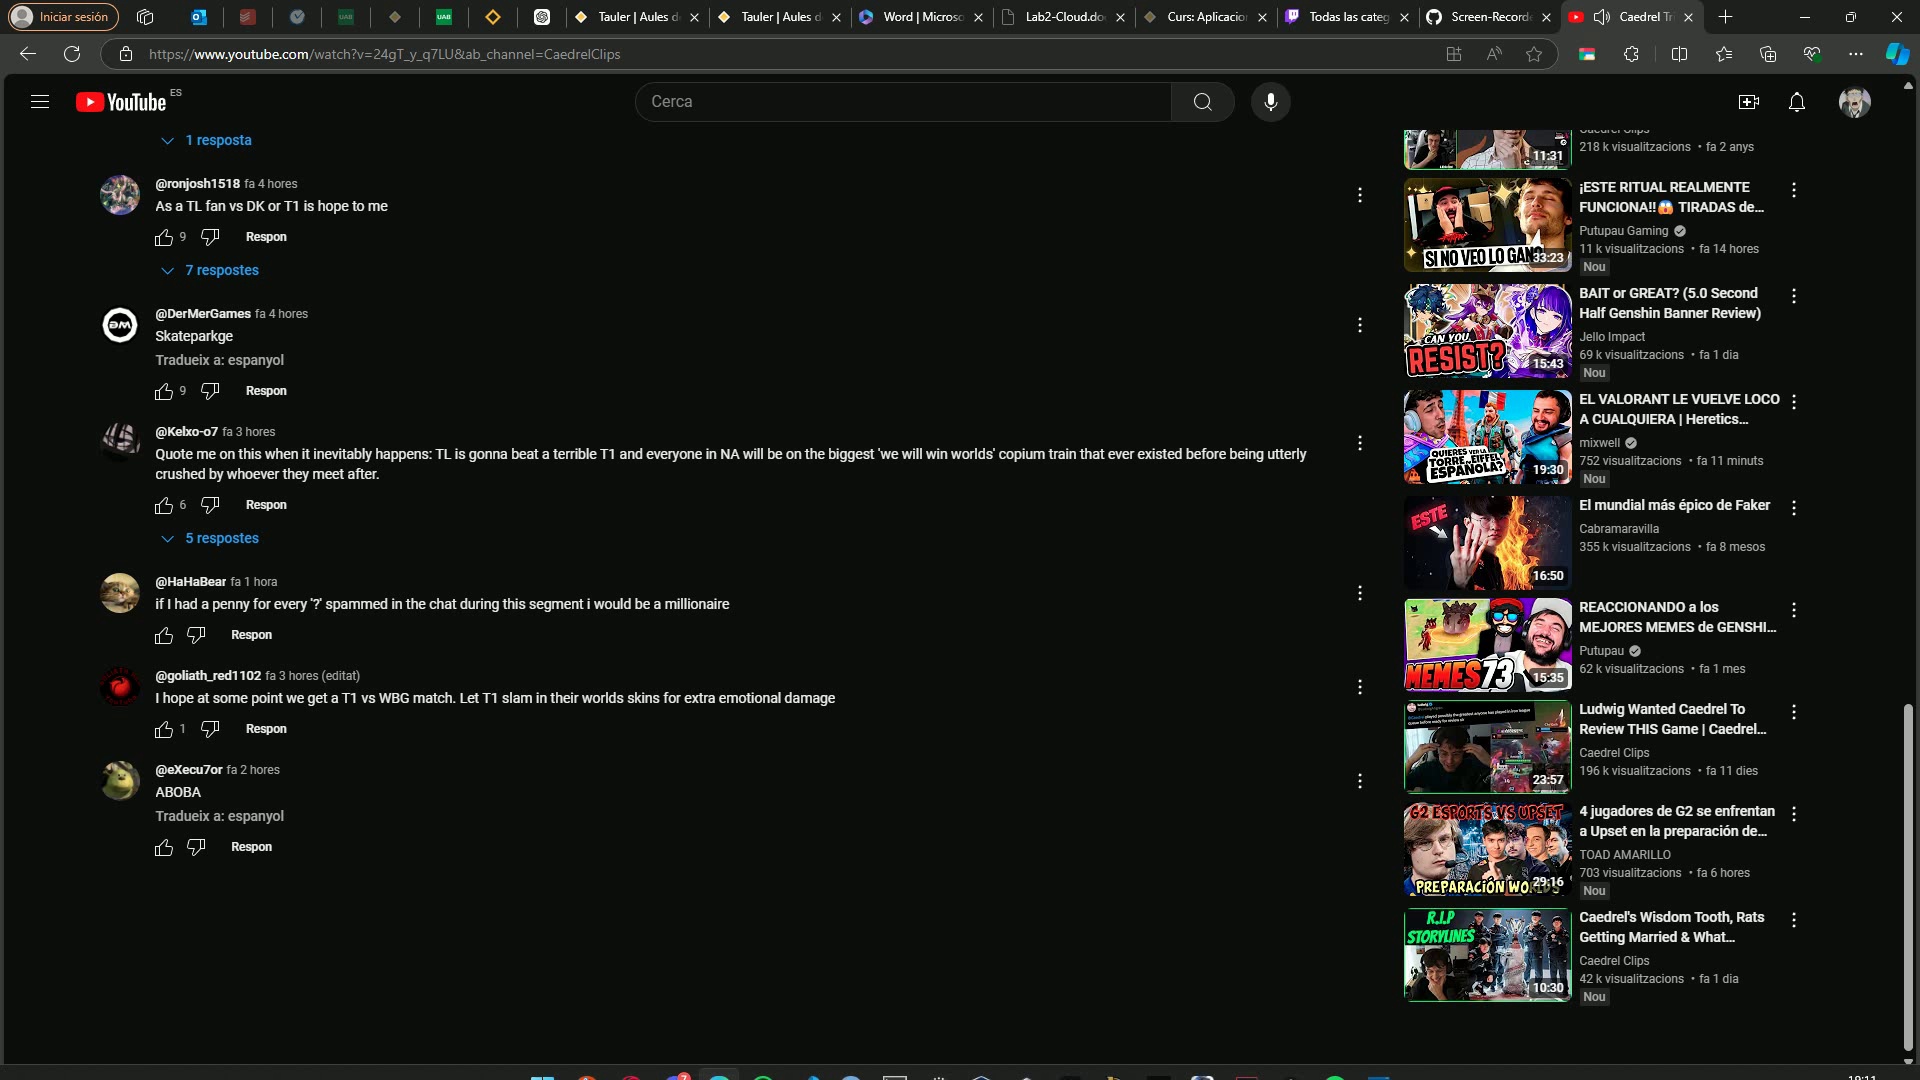 Iniciar sesión
Tauler | Aules d
Tauler | Aules d
Word | Microso
Lab2-Cloud.do
Curs: Aplicacio
Todas las categ
Screen-Record
Caedrel Tr
https://www.youtube.com/watch?v=24gT_y_q7LU&ab_channel=CaedrelClips
YouTube ES
Cerca
1 resposta
@ronjosh1518 fa 4 hores
As a TL fan vs DK or T1 is hope to me
9 Respon
7 respostes
@DerMerGames fa 4 hores
Skateparkge
Tradueix a: espanyol
9 Respon
@Kelxo-o7 fa 3 hores
Quote me on this when it inevitably happens: TL is gonna beat a terrible T1 and everyone in NA will be on the biggest 'we will win worlds' copium train that ever existed before being utterly
crushed by whoever they meet after.
6 Respon
5 respostes
@HaHaBear fa 1 hora
if I had a penny for every '?' spammed in the chat during this segment i would be a millionaire
Respon
@goliath_red1102 fa 3 hores (editat)
I hope at some point we get a T1 vs WBG match. Let T1 slam in their worlds skins for extra emotional damage
1 Respon
@eXecu7or fa 2 hores
ABOBA
Tradueix a: espanyol
Respon
11:31
Caedrel Clips
218 k visualitzacions • fa 2 anys
SI NO VEO LO GANO
33:23
¡ESTE RITUAL REALMENTE
FUNCIONA!!😱 TIRADAS de...
Putupau Gaming
11 k visualitzacions • fa 14 hores
Nou
CAN YOU
RESIST?
15:43
BAIT or GREAT? (5.0 Second
Half Genshin Banner Review)
Jello Impact
69 k visualitzacions • fa 1 dia
Nou
QUIERES VER LA
TORRE EIFFEL
ESPAÑOLA?
19:30
EL VALORANT LE VUELVE LOCO
A CUALQUIERA | Heretics...
mixwell
752 visualitzacions • fa 11 minuts
Nou
ESTE
16:50
El mundial más épico de Faker
Cabramaravilla
355 k visualitzacions • fa 8 mesos
MEMES73
15:35
REACCIONANDO a los
MEJORES MEMES de GENSHI...
Putupau
62 k visualitzacions • fa 1 mes
23:57
Ludwig Wanted Caedrel To
Review THIS Game | Caedrel...
Caedrel Clips
196 k visualitzacions • fa 11 dies
G2 ESPORTS VS UPSET
PREPARACIÓN WORLDS
29:16
4 jugadores de G2 se enfrentan
a Upset en la preparación de...
TOAD AMARILLO
703 visualitzacions • fa 6 hores
Nou
R.I.P
STORYLINES
10:30
Caedrel's Wisdom Tooth, Rats
Getting Married & What...
Caedrel Clips
42 k visualitzacions • fa 1 dia
Nou